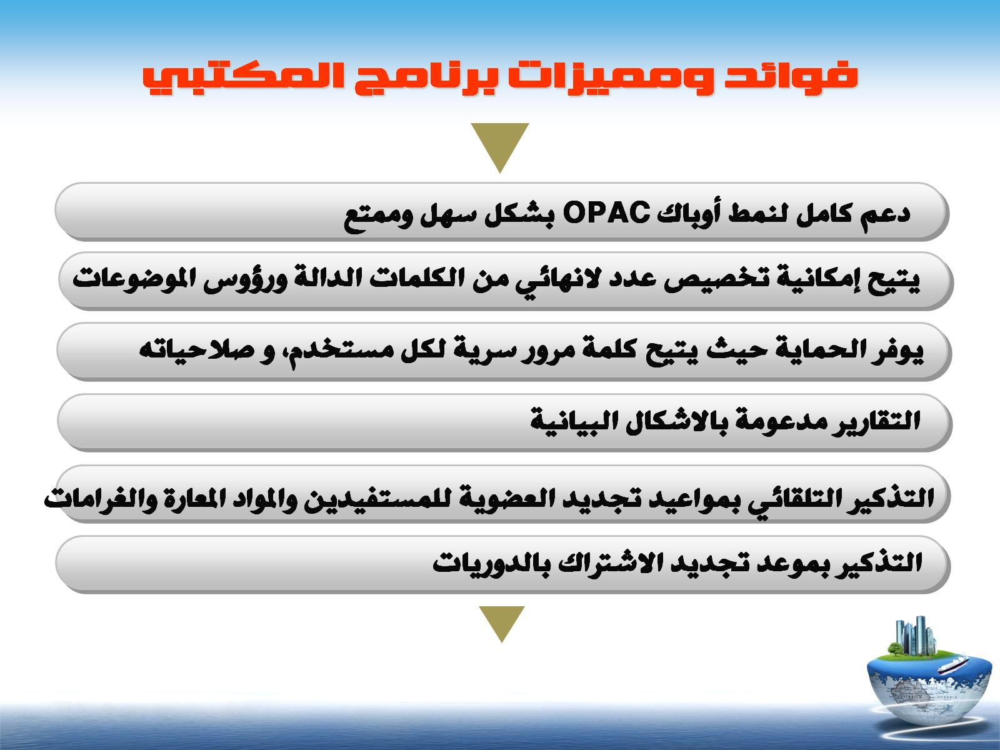 فوائد ومميزات برنامج المكتبي
دعم كامل لنمط أوباك OPAC بشكل سهل وممتع
يتيح إمكانية تخصيص عدد لانهائي من الكلمات الدالة ورؤوس الموضوعات
يوفر الحماية حيث يتيح كلمة مرور سرية لكل مستخدم، و صلاحياته
التقارير مدعومة بالاشكال البيانية
التذكير التلقائي بمواعيد تجديد العضوية للمستفيدين والمواد المعارة والغرامات
التذكير بموعد تجديد الاشتراك بالدوريات
AUSTRALIA
OCEANIA